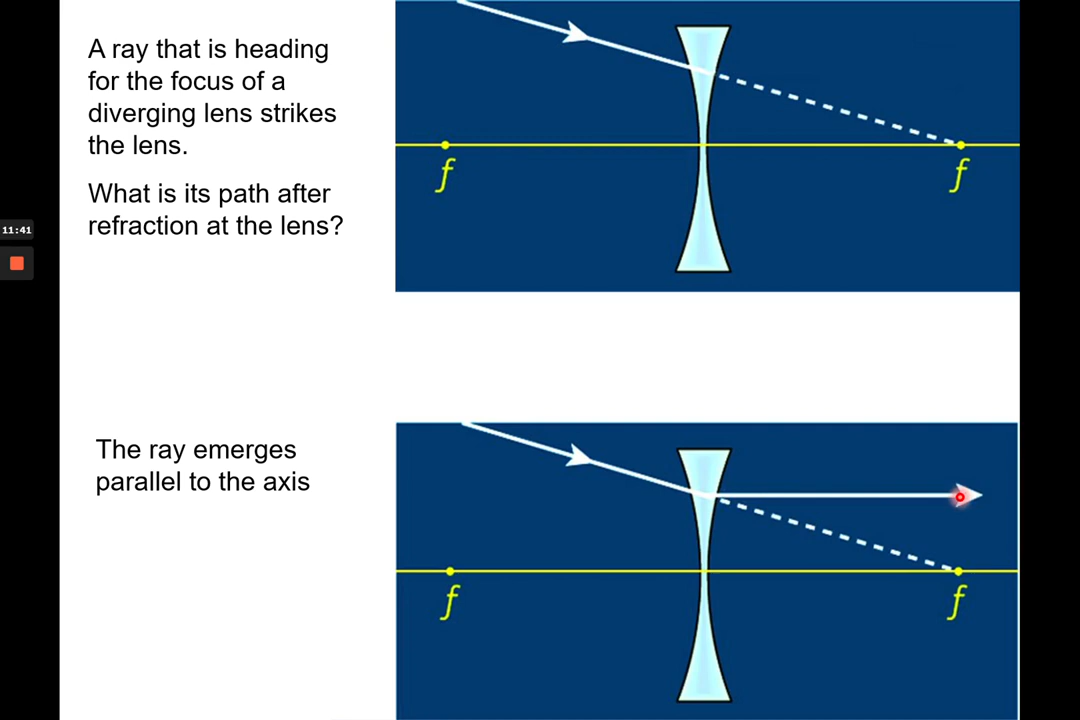 A ray that is heading
for the focus of a
diverging lens strikes
the lens.
What is its path after
refraction at the lens?
11:41
f
f
The ray emerges
parallel to the axis
f
f